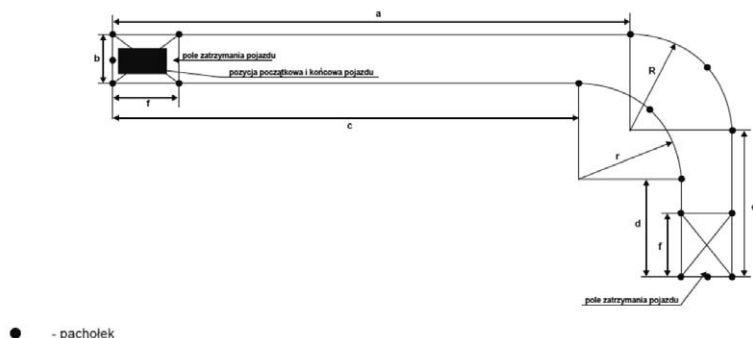 a
b
pole zatrzymania pojazdu
pozycja początkowa i końcowa pojazdu
f
R
c
r
d
f
pole zatrzymania pojazdu
- pachołek